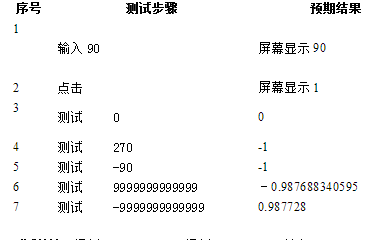 序号 测试步骤 预期结果
1
输入 90 屏幕显示 90
2 点击 屏幕显示 1
3
测试 0 0
4 测试 270 -1
5 测试 -90 -1
6 测试 9999999999999 －0.987688340595
7 测试 -9999999999999 0.987728